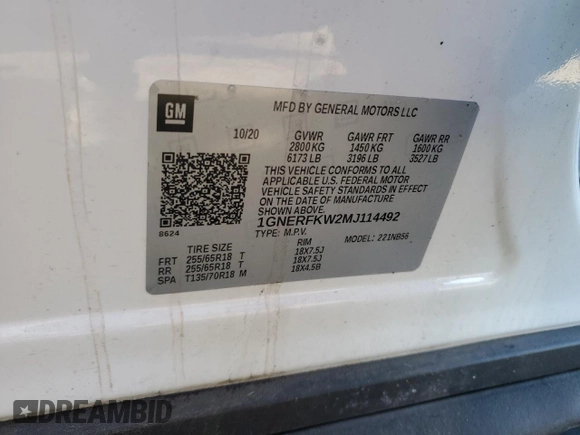 GM
MFD BY GENERAL MOTORS LLC
10/20 GVWR GAWR FRT GAWR RR
2800 KG 1450 KG 1600 KG
6173 LB 3196 LB 3527 LB
THIS VEHICLE CONFORMS TO ALL
APPLICABLE U.S. FEDERAL MOTOR
VEHICLE SAFETY STANDARDS IN EFFECT
ON THE DATE OF MANUFACTURE
SHOWN ABOVE.
1GNERFKW2MJ114492
8624 TYPE: M.P.V. MODEL: 221NB56
TIRE SIZE RIM
FRT 255/65R18 T 18X7.5J
RR 255/65R18 T 18X7.5J
SPA T135/70R18 M 18X4.5B
DREAMBID